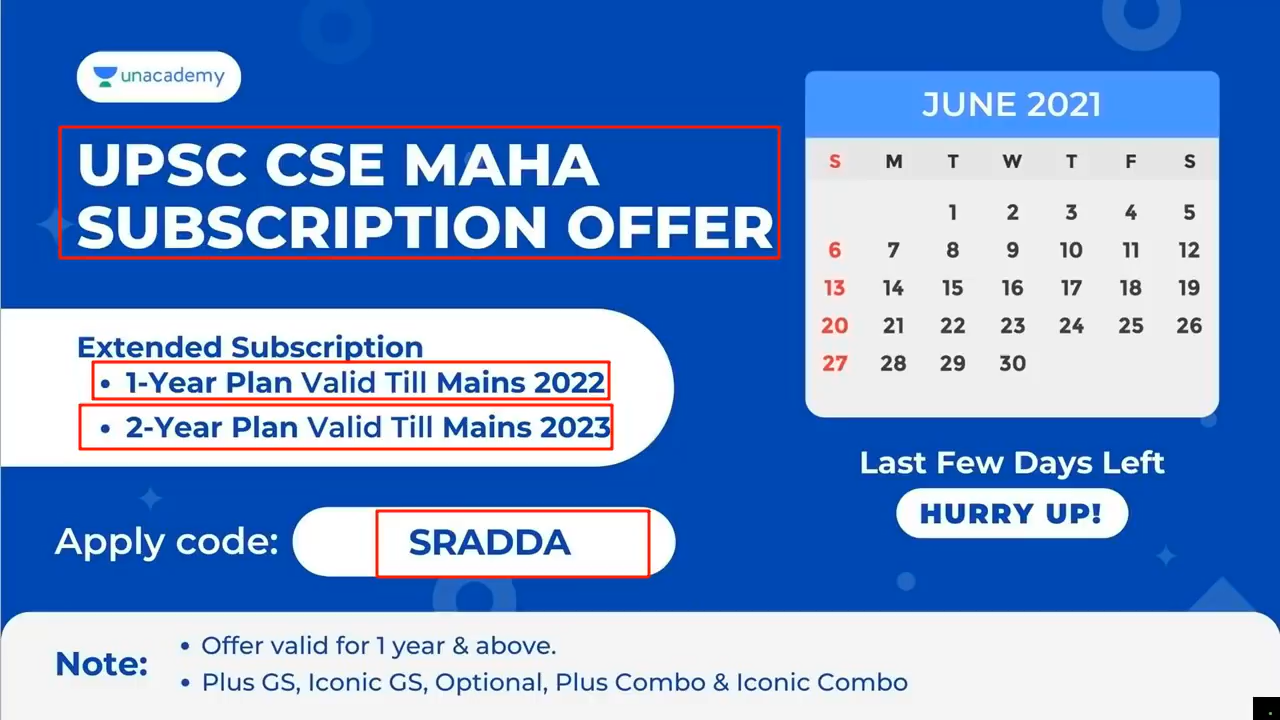 unacademy
UPSC CSE MAHA
SUBSCRIPTION OFFER
Extended Subscription
• 1-Year Plan Valid Till Mains 2022
• 2-Year Plan Valid Till Mains 2023
Apply code: SRADDA
JUNE 2021
S M T W T F S
1 2 3 4 5
6 7 8 9 10 11 12
13 14 15 16 17 18 19
20 21 22 23 24 25 26
27 28 29 30
Last Few Days Left
HURRY UP!
Note:
• Offer valid for 1 year & above.
• Plus GS, Iconic GS, Optional, Plus Combo & Iconic Combo